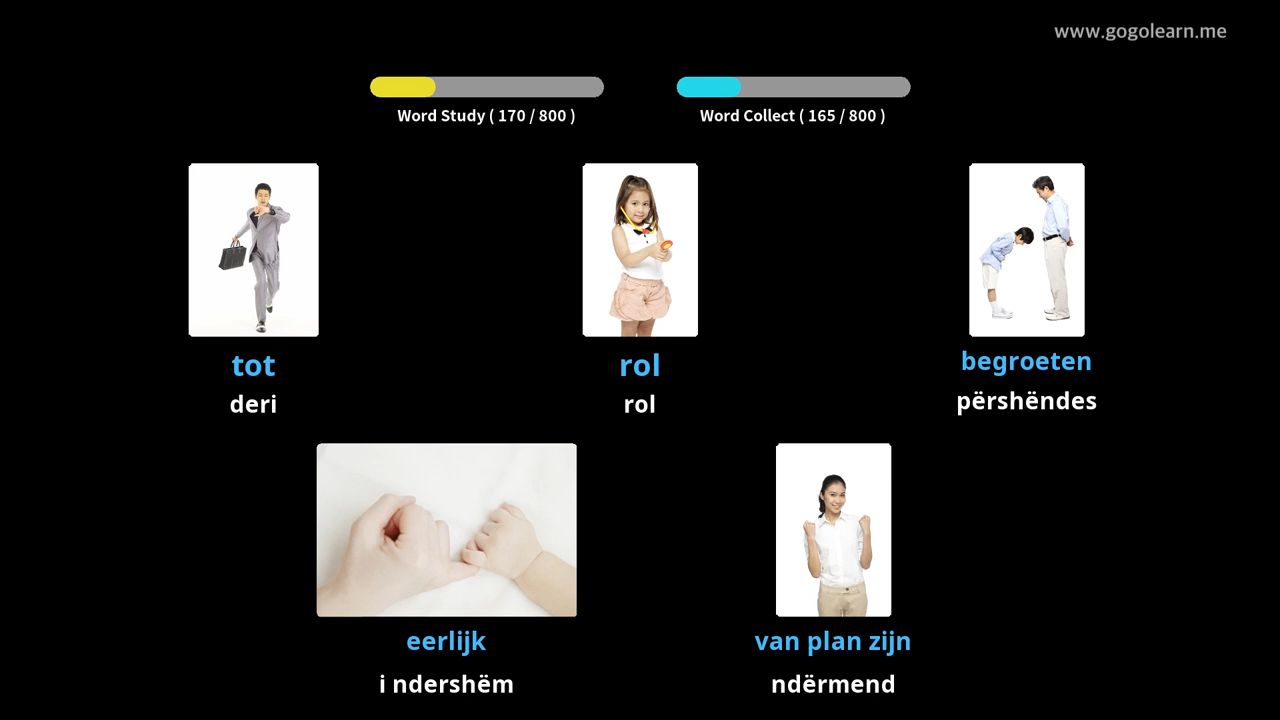 www.gogolearn.me
Word Study ( 170 / 800 )
Word Collect ( 165 / 800 )
tot
deri
rol
rol
begroeten
përshëndes
eerlijk
i ndershëm
van plan zijn
ndërmend